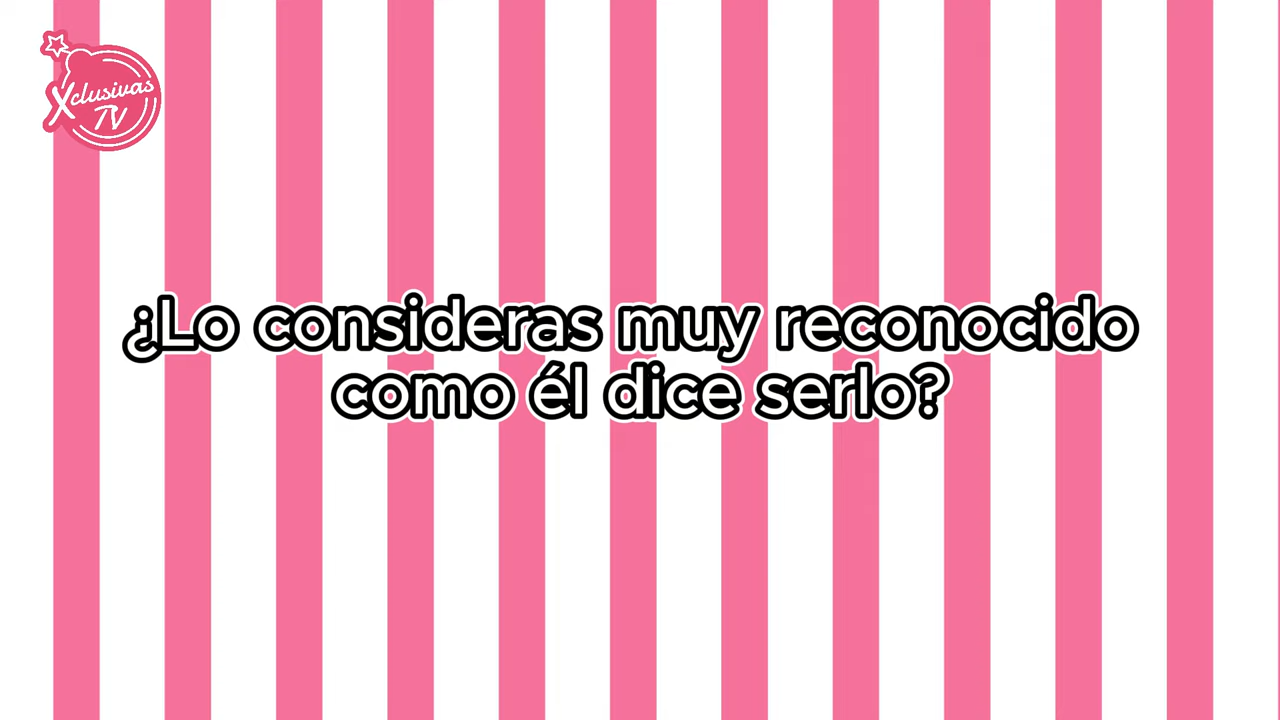 Xclusivas
TV
¿Lo consideras muy reconocido
como él dice serlo?